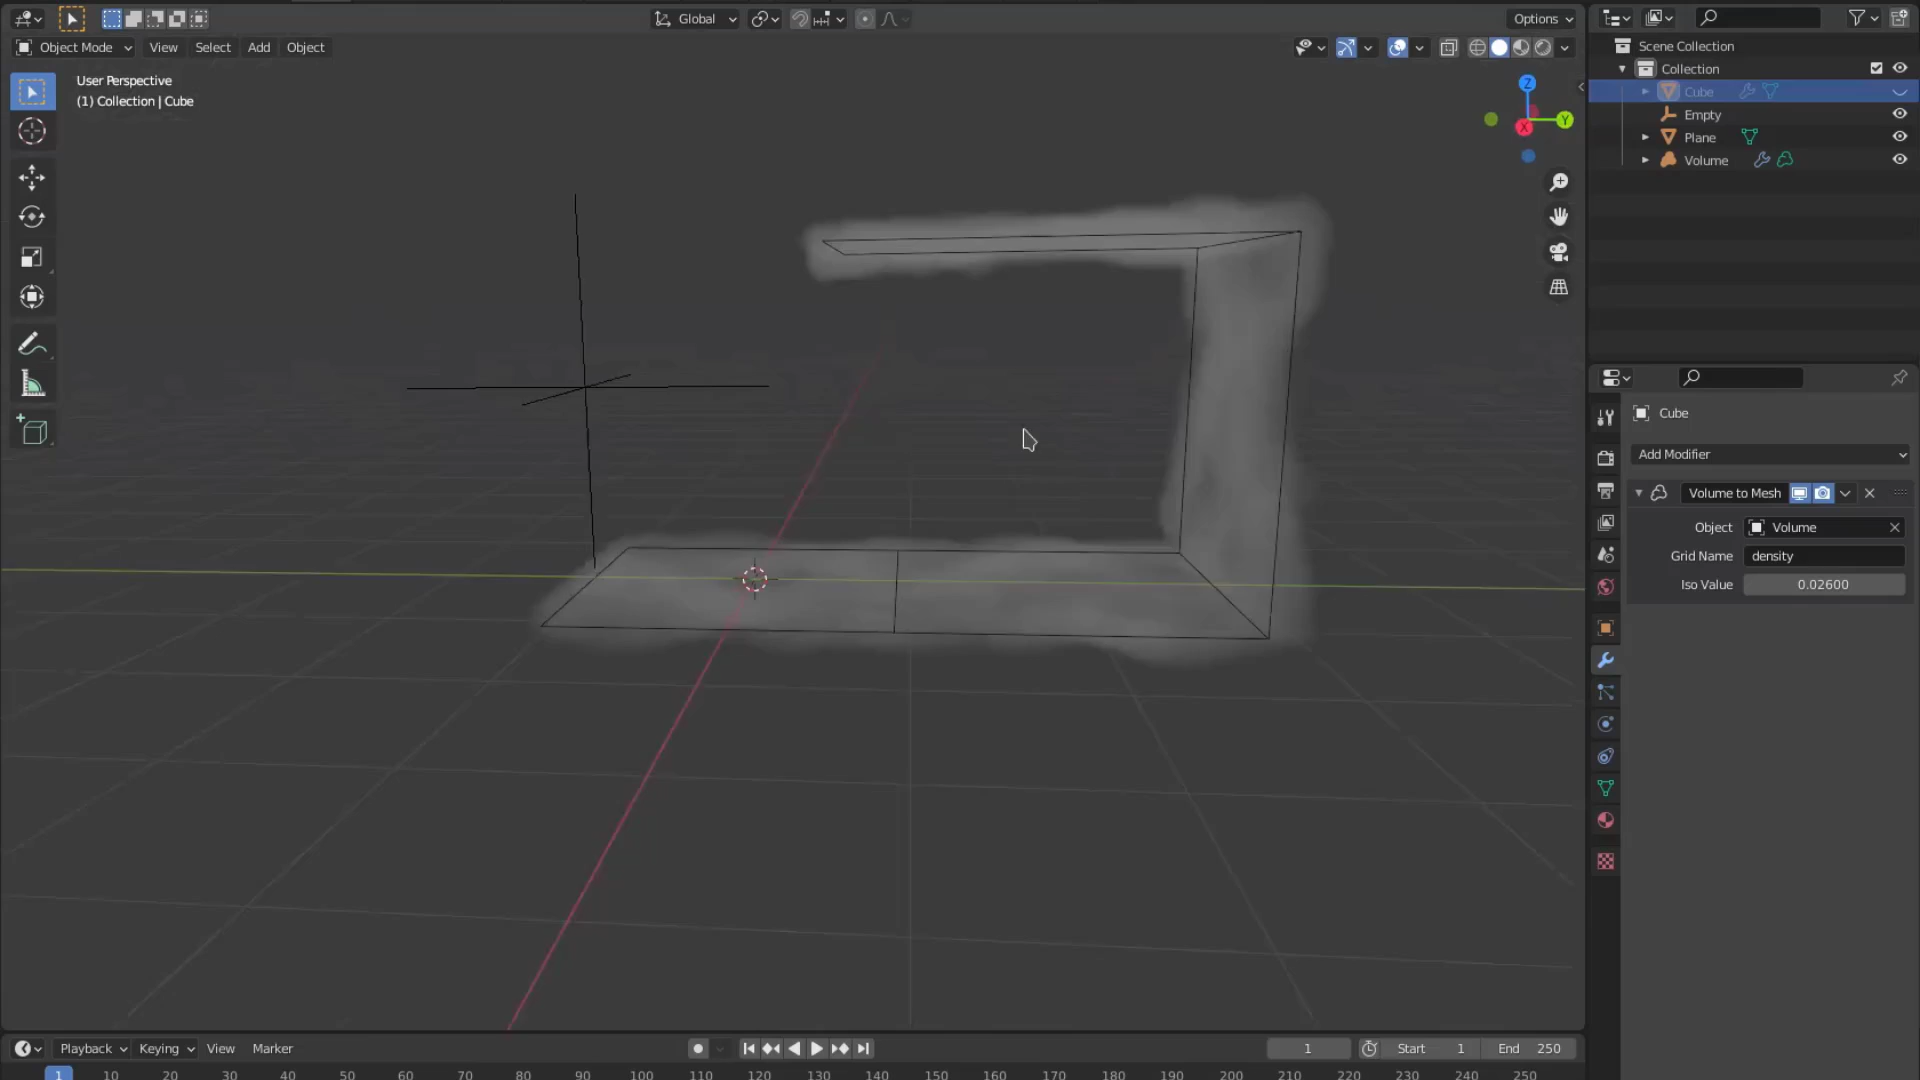 Global
Options
Object Mode View Select Add Object
User Perspective
(1) Collection | Cube
Z
Y
X
Scene Collection
Collection
Cube
Empty
Plane
Volume
Cube
Add Modifier
Volume to Mesh
Object Volume
Grid Name density
Iso Value 0.02600
Playback Keying View Marker
1 Start 1 End 250
1 10 20 30 40 50 60 70 80 90 100 110 120 130 140 150 160 170 180 190 200 210 220 230 240 250